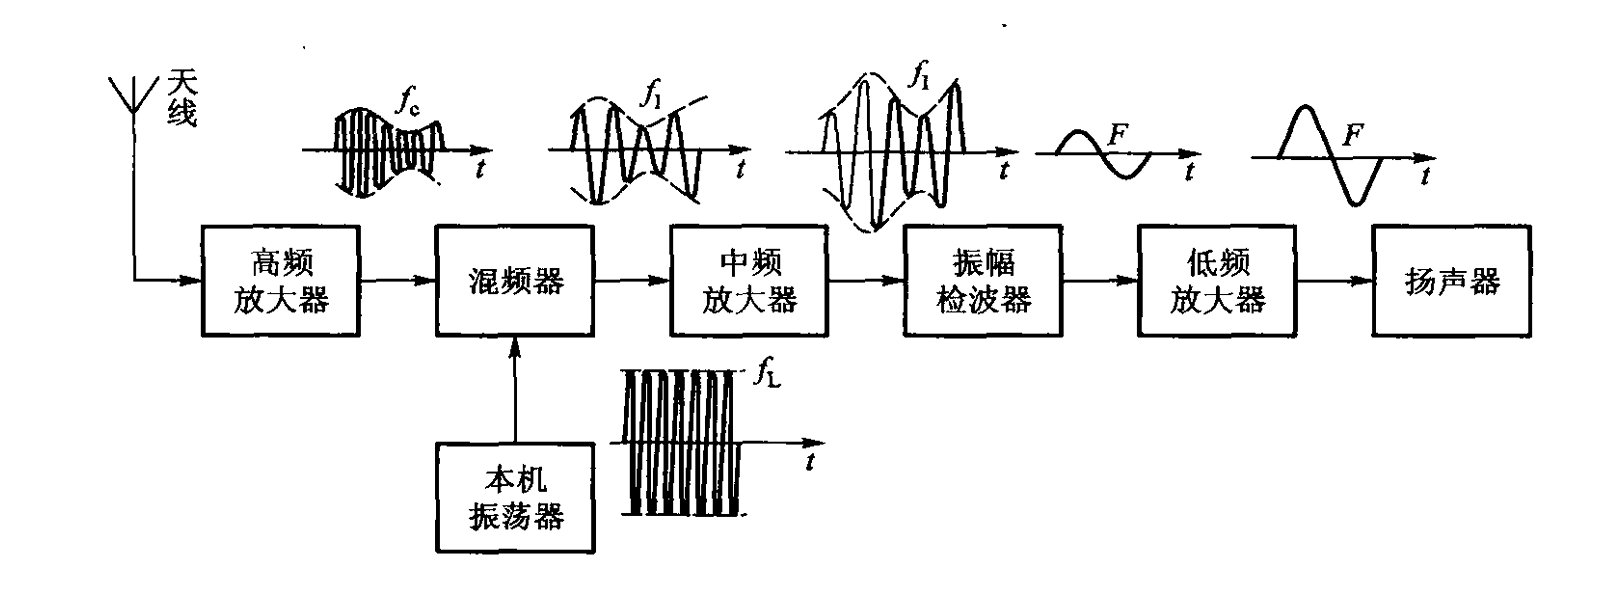 天
线
f_c
t
f_I
t
f_I
t
F
t
F
t
高频
放大器
混频器
中频
放大器
振幅
检波器
低频
放大器
扬声器
f_L
t
本机
振荡器